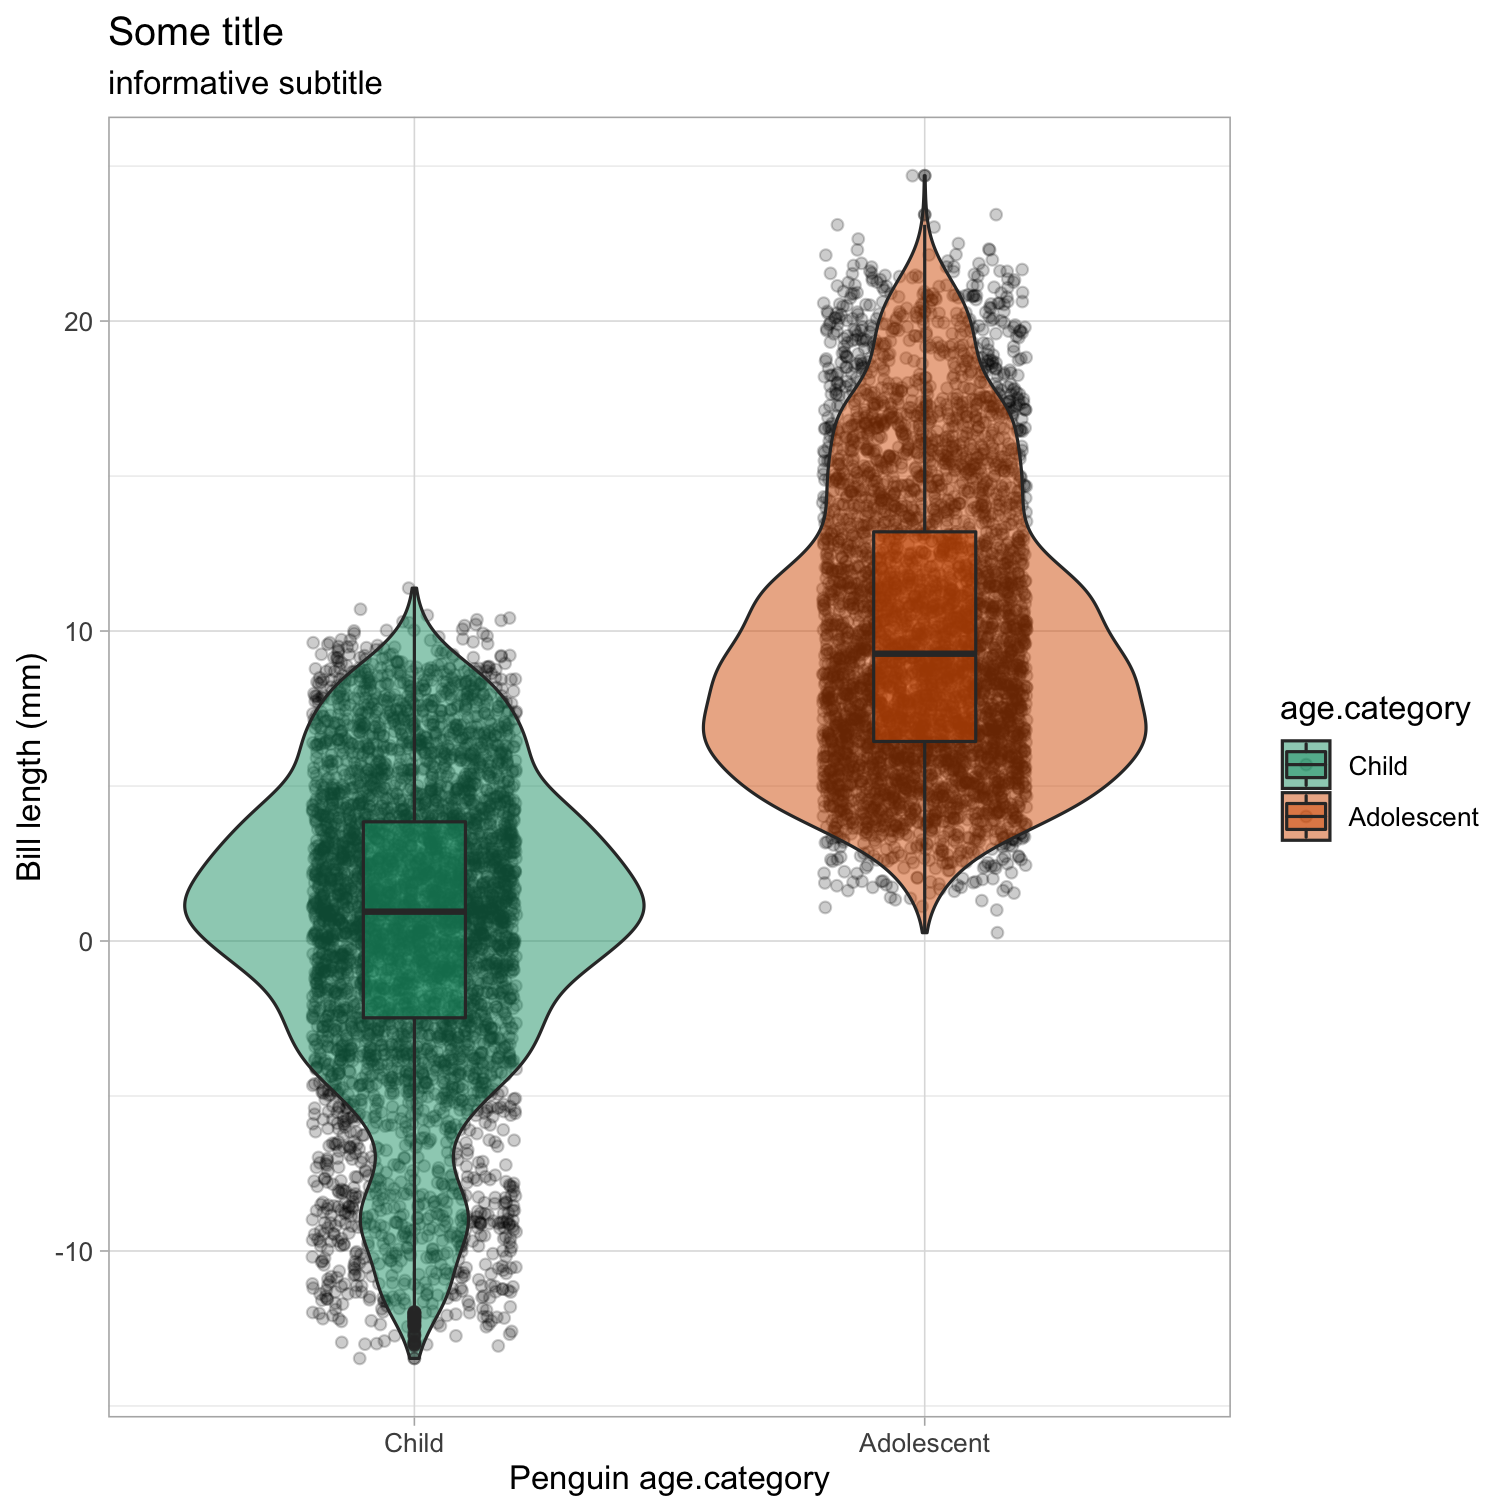 Some title
informative subtitle
Bill length (mm)
20
10
0
-10
Child
Adolescent
Penguin age.category
age.category
Child
Adolescent